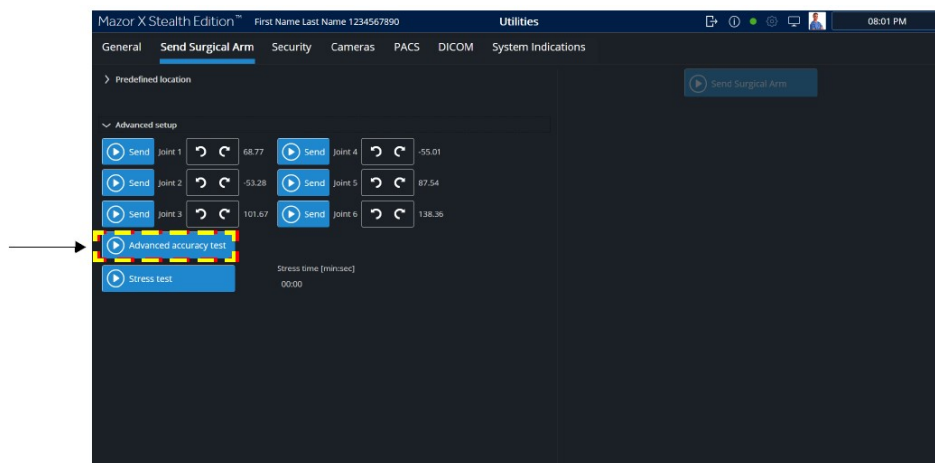 Mazor X Stealth Edition™ First Name Last Name 1234567890 Utilities 08:01 PM
General Send Surgical Arm Security Cameras PACS DICOM System Indications
Predefined location
Send Surgical Arm
Advanced setup
Send Joint 1 68.77 Send Joint 4 -55.01
Send Joint 2 -53.28 Send Joint 5 87.54
Send Joint 3 101.67 Send Joint 6 138.36
Advanced accuracy test
Stress test
Stress time [min:sec]
00:00